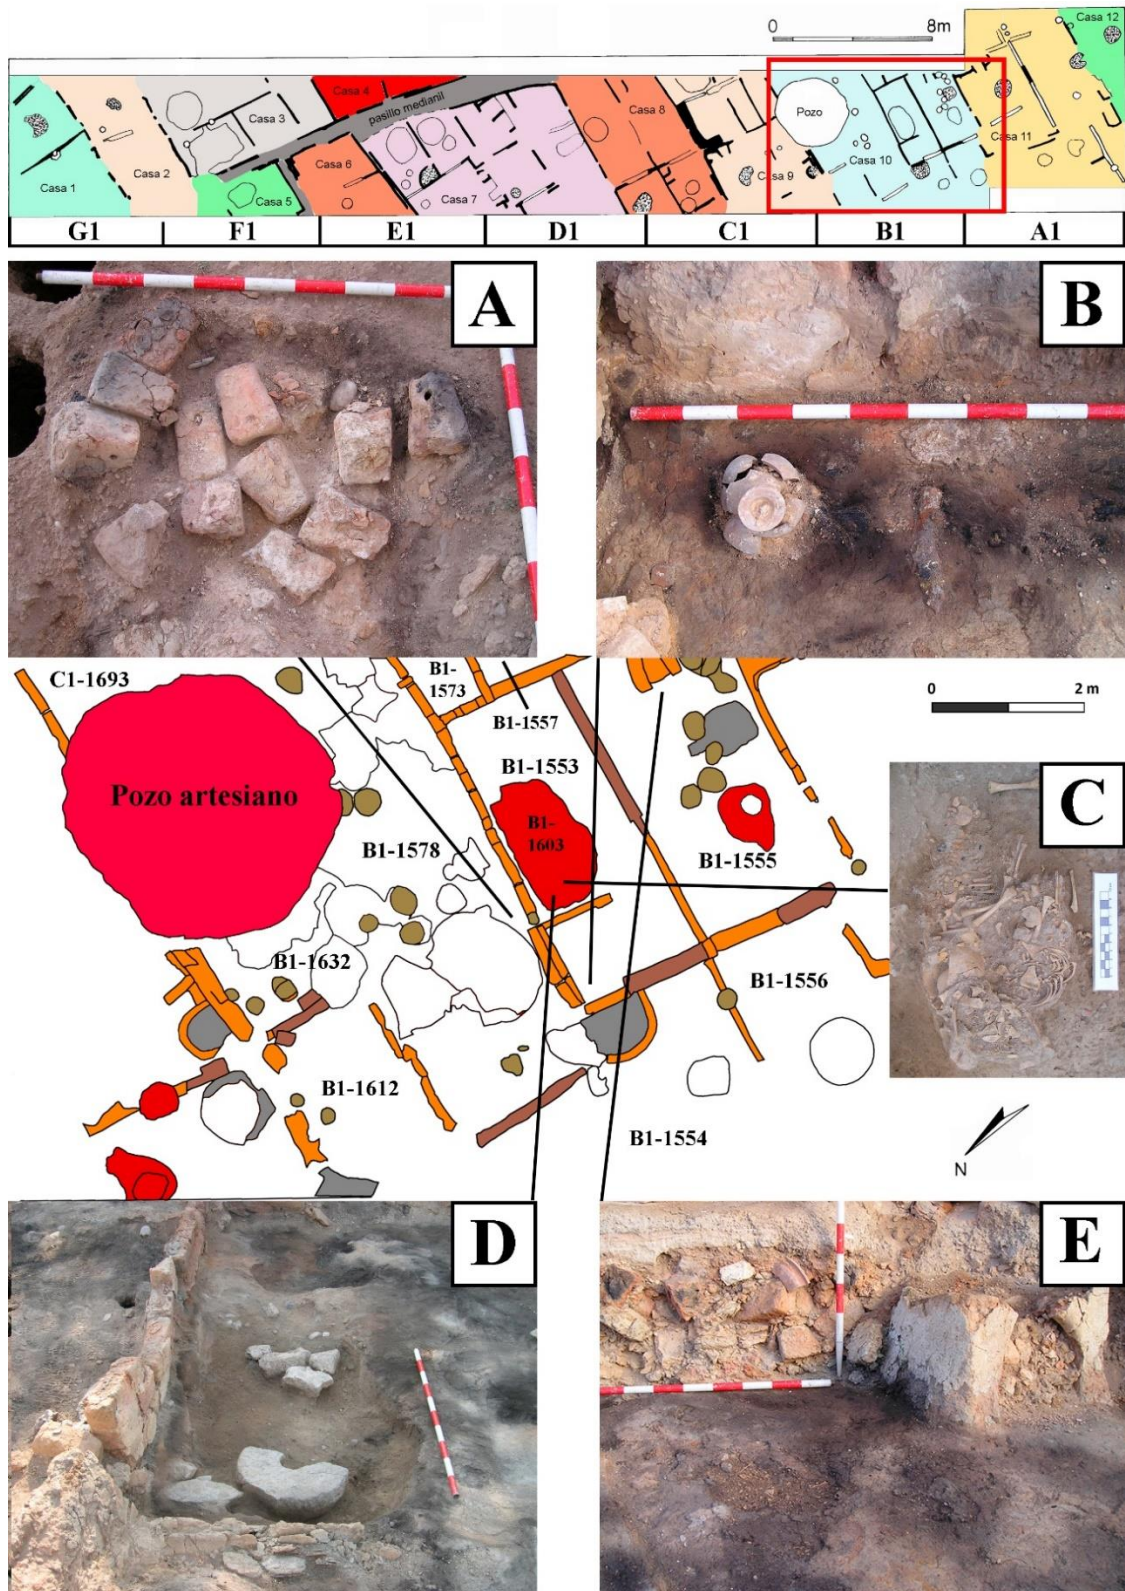 0 8m
Casa 12
Casa 4
pasillo medianil
Casa 3
Casa 8
Pozo
Casa 11
Casa 6
Casa 10
Casa 1
Casa 2
Casa 5
Casa 7
Casa 9
G1 F1 E1 D1 C1 B1 A1
A
B
C1-1693
B1-
1573
B1-1557
0 2 m
B1-1553
Pozo artesiano
B1-
1603
C
B1-1578
B1-1555
B1-1632
B1-1556
B1-1612
B1-1554
N
D
E